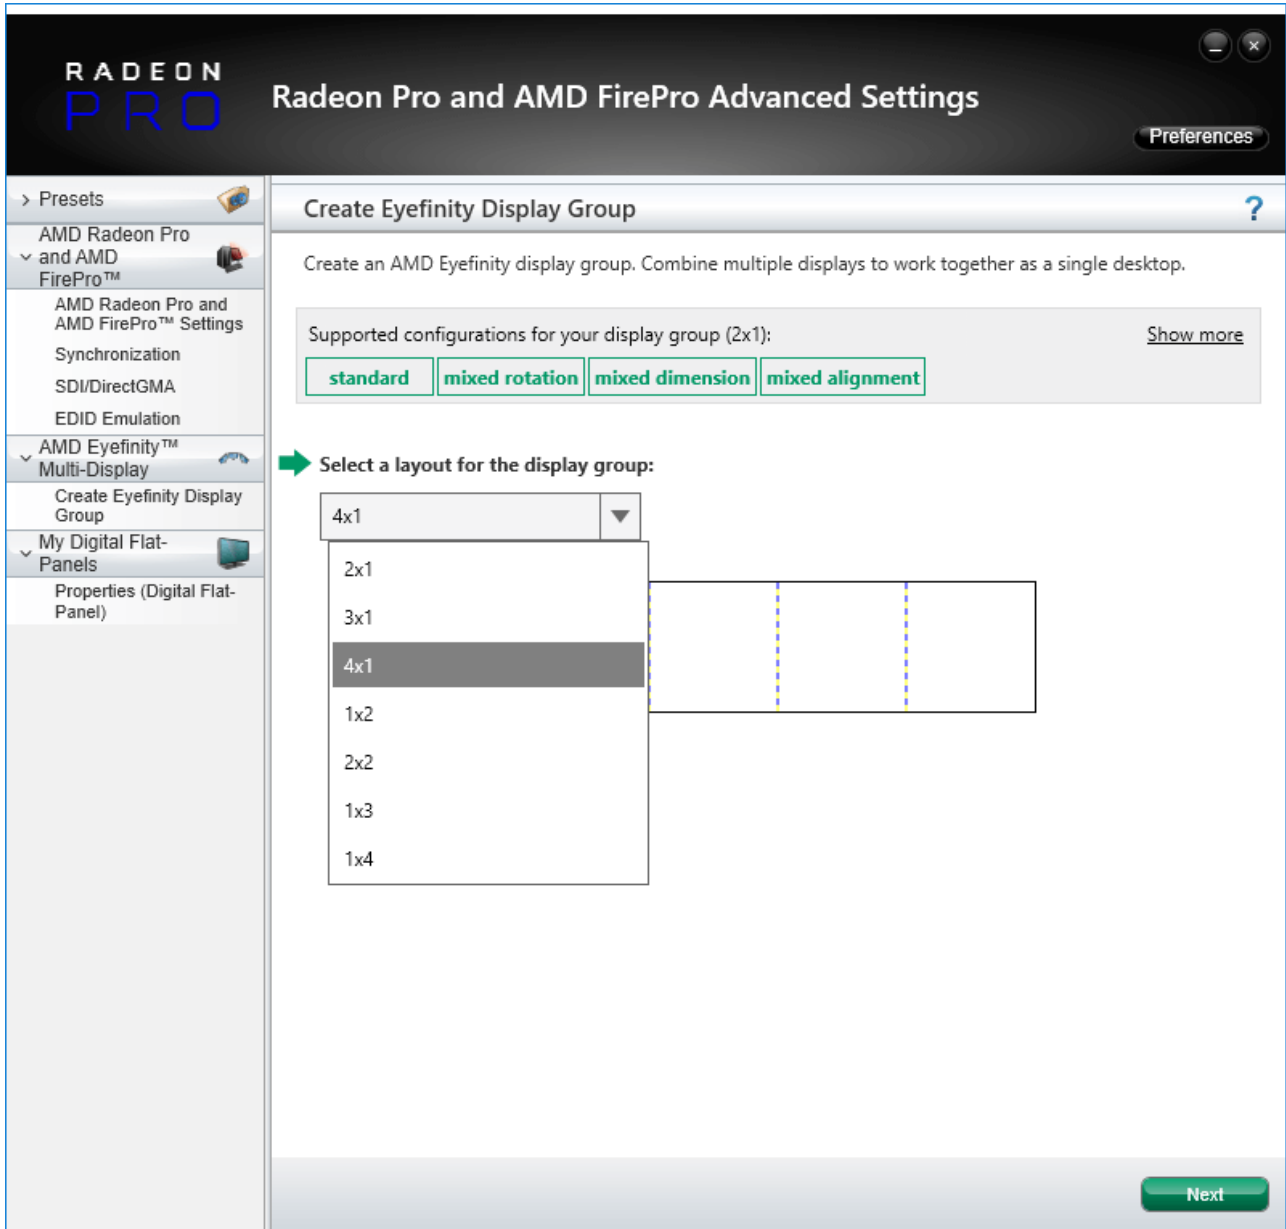 RADEON
PRO
Radeon Pro and AMD FirePro Advanced Settings
Preferences
Presets
AMD Radeon Pro
and AMD
FirePro™
AMD Radeon Pro and
AMD FirePro™ Settings
Synchronization
SDI/DirectGMA
EDID Emulation
AMD Eyefinity™
Multi-Display
Create Eyefinity Display
Group
My Digital Flat-
Panels
Properties (Digital Flat-
Panel)
Create Eyefinity Display Group
?
Create an AMD Eyefinity display group. Combine multiple displays to work together as a single desktop.
Supported configurations for your display group (2x1):
Show more
standard mixed rotation mixed dimension mixed alignment
Select a layout for the display group:
4x1
2x1
3x1
4x1
1x2
2x2
1x3
1x4
Next